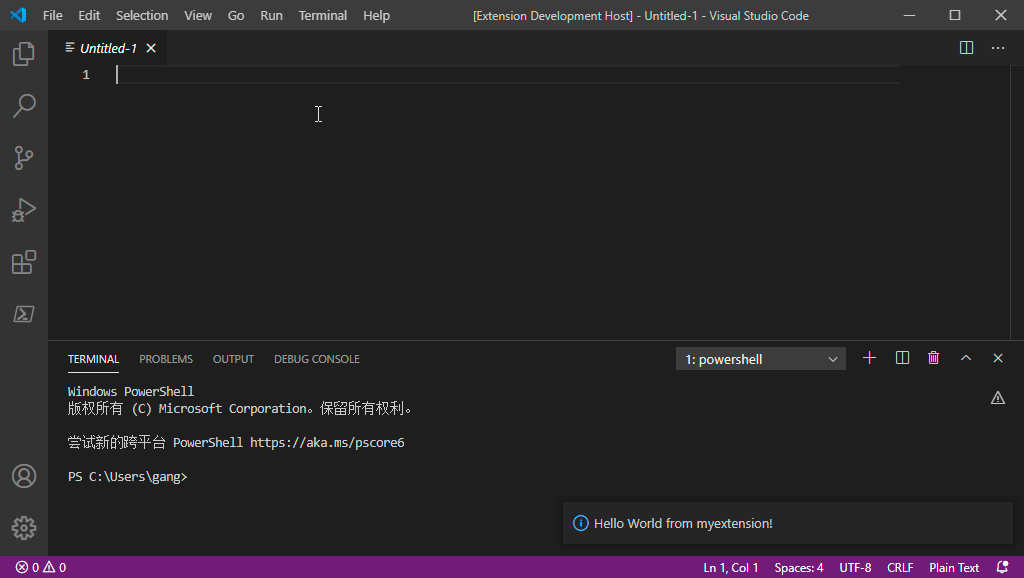 File Edit Selection View Go Run Terminal Help [Extension Development Host] - Untitled-1 - Visual Studio Code
Untitled-1
1
TERMINAL PROBLEMS OUTPUT DEBUG CONSOLE 1: powershell
Windows PowerShell
版权所有 (C) Microsoft Corporation。保留所有权利。
尝试新的跨平台 PowerShell https://aka.ms/pscore6
PS C:\Users\gang>
Hello World from myextension!
0 0 Ln 1, Col 1 Spaces: 4 UTF-8 CRLF Plain Text